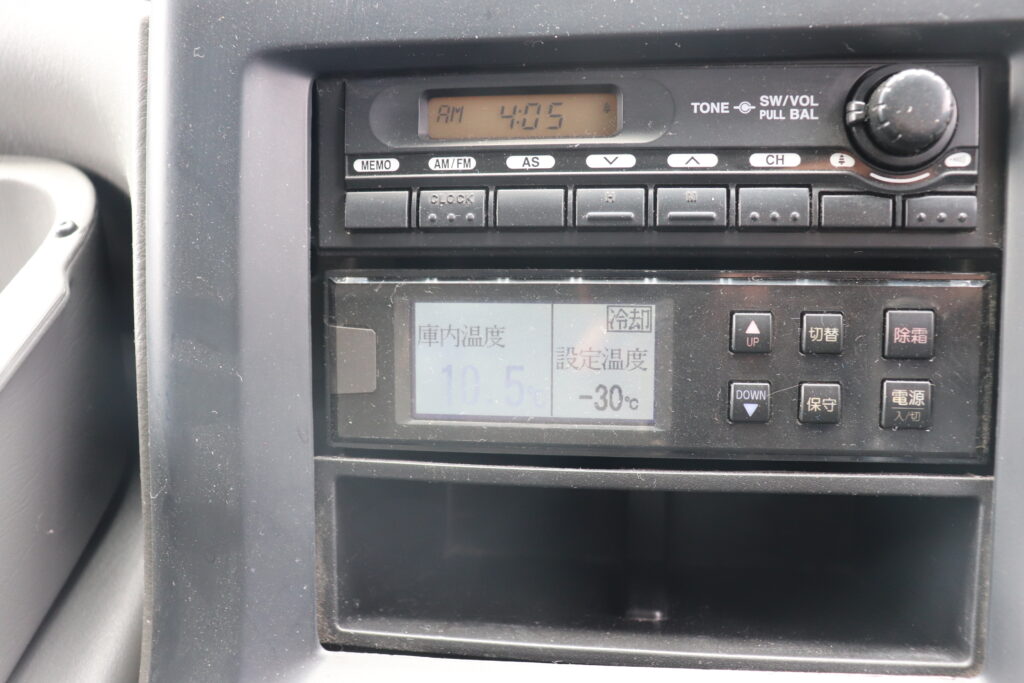 AM 4:05
TONE SW/VOL
PULL BAL
MEMO AM/FM AS CH
CLOCK H M
冷却
庫内温度
設定温度
10.5℃
-30℃
UP 切替 除霜
DOWN 保守 電源
入/切